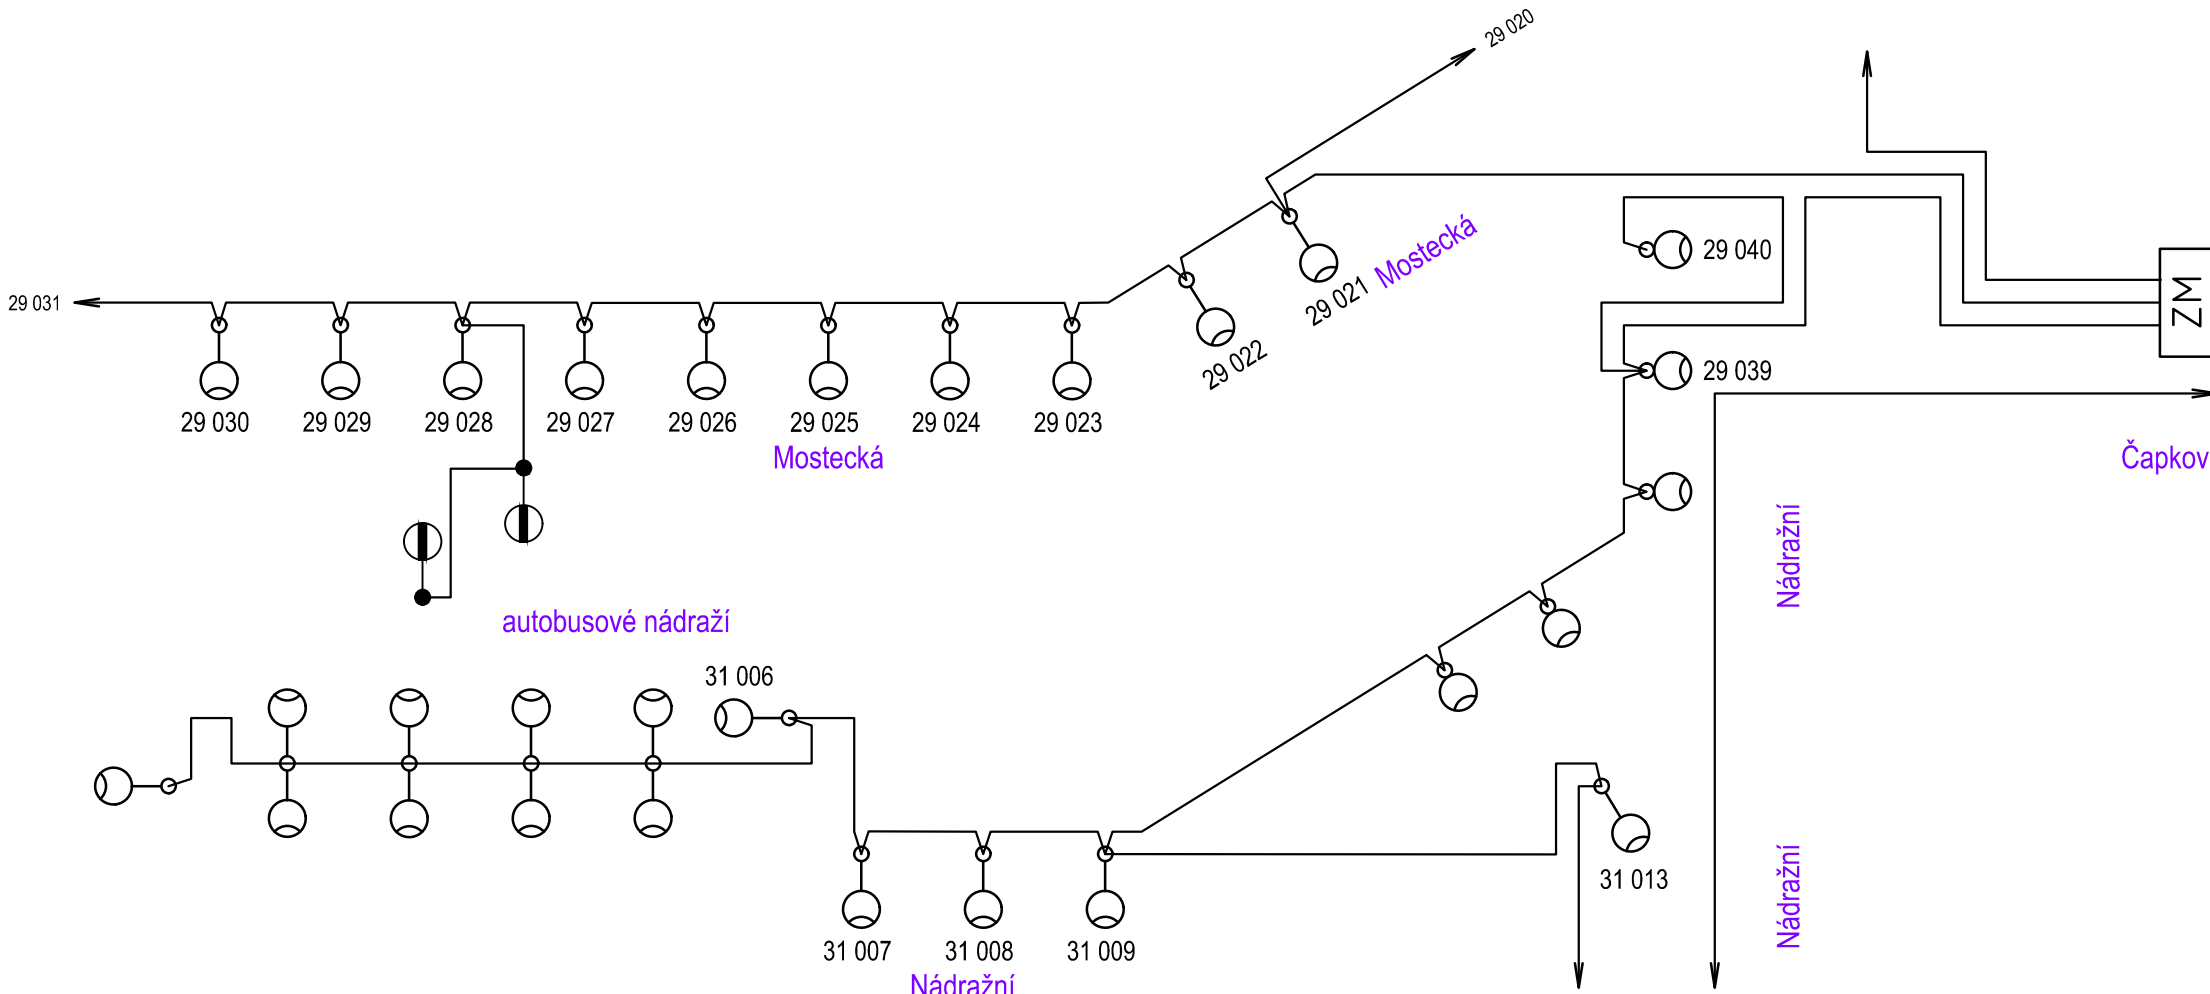 29 020
29 040
Mostecká
29 021
ZM
29 031
29 022
29 039
29 030
29 029
29 028
29 027
29 026
29 025
29 024
29 023
Mostecká
Čapkov
Nádražní
autobusové nádraží
31 006
31 013
Nádražní
31 007
31 008
31 009
Nádražní